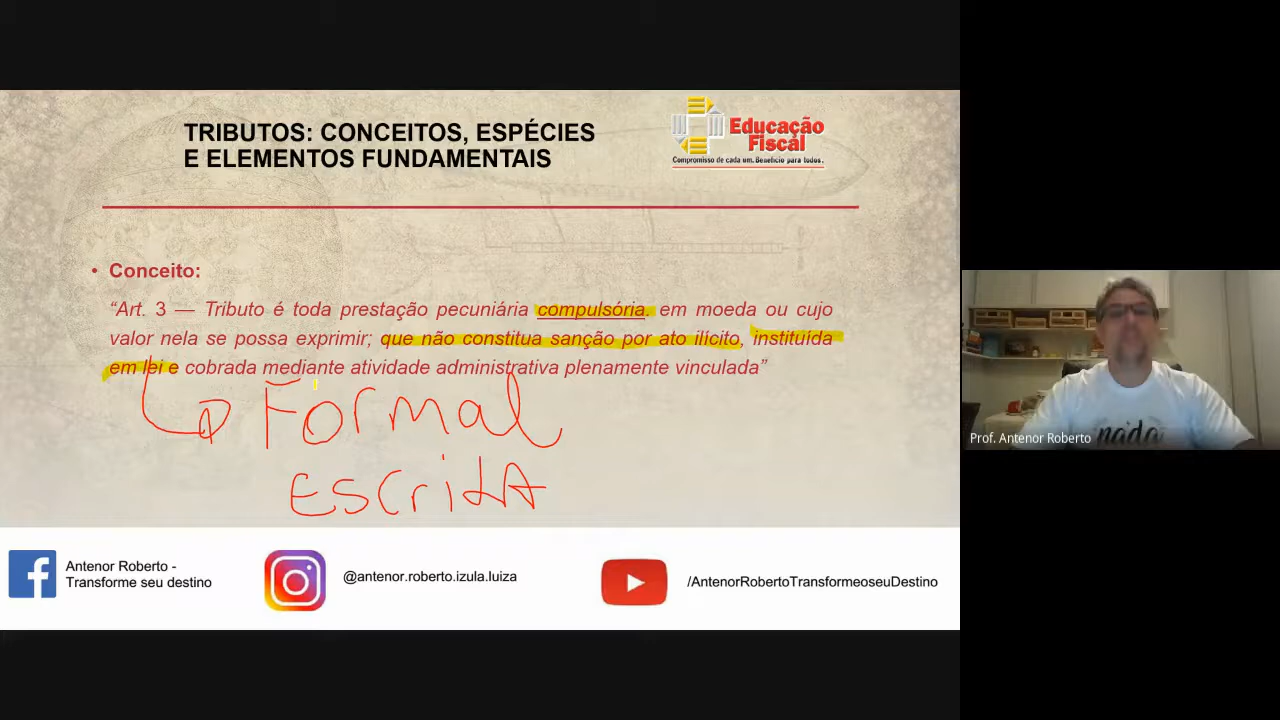 TRIBUTOS: CONCEITOS, ESPÉCIES
E ELEMENTOS FUNDAMENTAIS
Educação
Fiscal
Compromisso de cada um. Benefício para todos.
• Conceito:
“Art. 3 — Tributo é toda prestação pecuniária compulsória. em moeda ou cujo
valor nela se possa exprimir; que não constitua sanção por ato ilícito, instituída
em lei e cobrada mediante atividade administrativa plenamente vinculada”
Formal
EscritA
Antenor Roberto -
Transforme seu destino
@antenor.roberto.izula.luiza
/AntenorRobertoTransformeoseuDestino
Prof. Antenor Roberto
nada